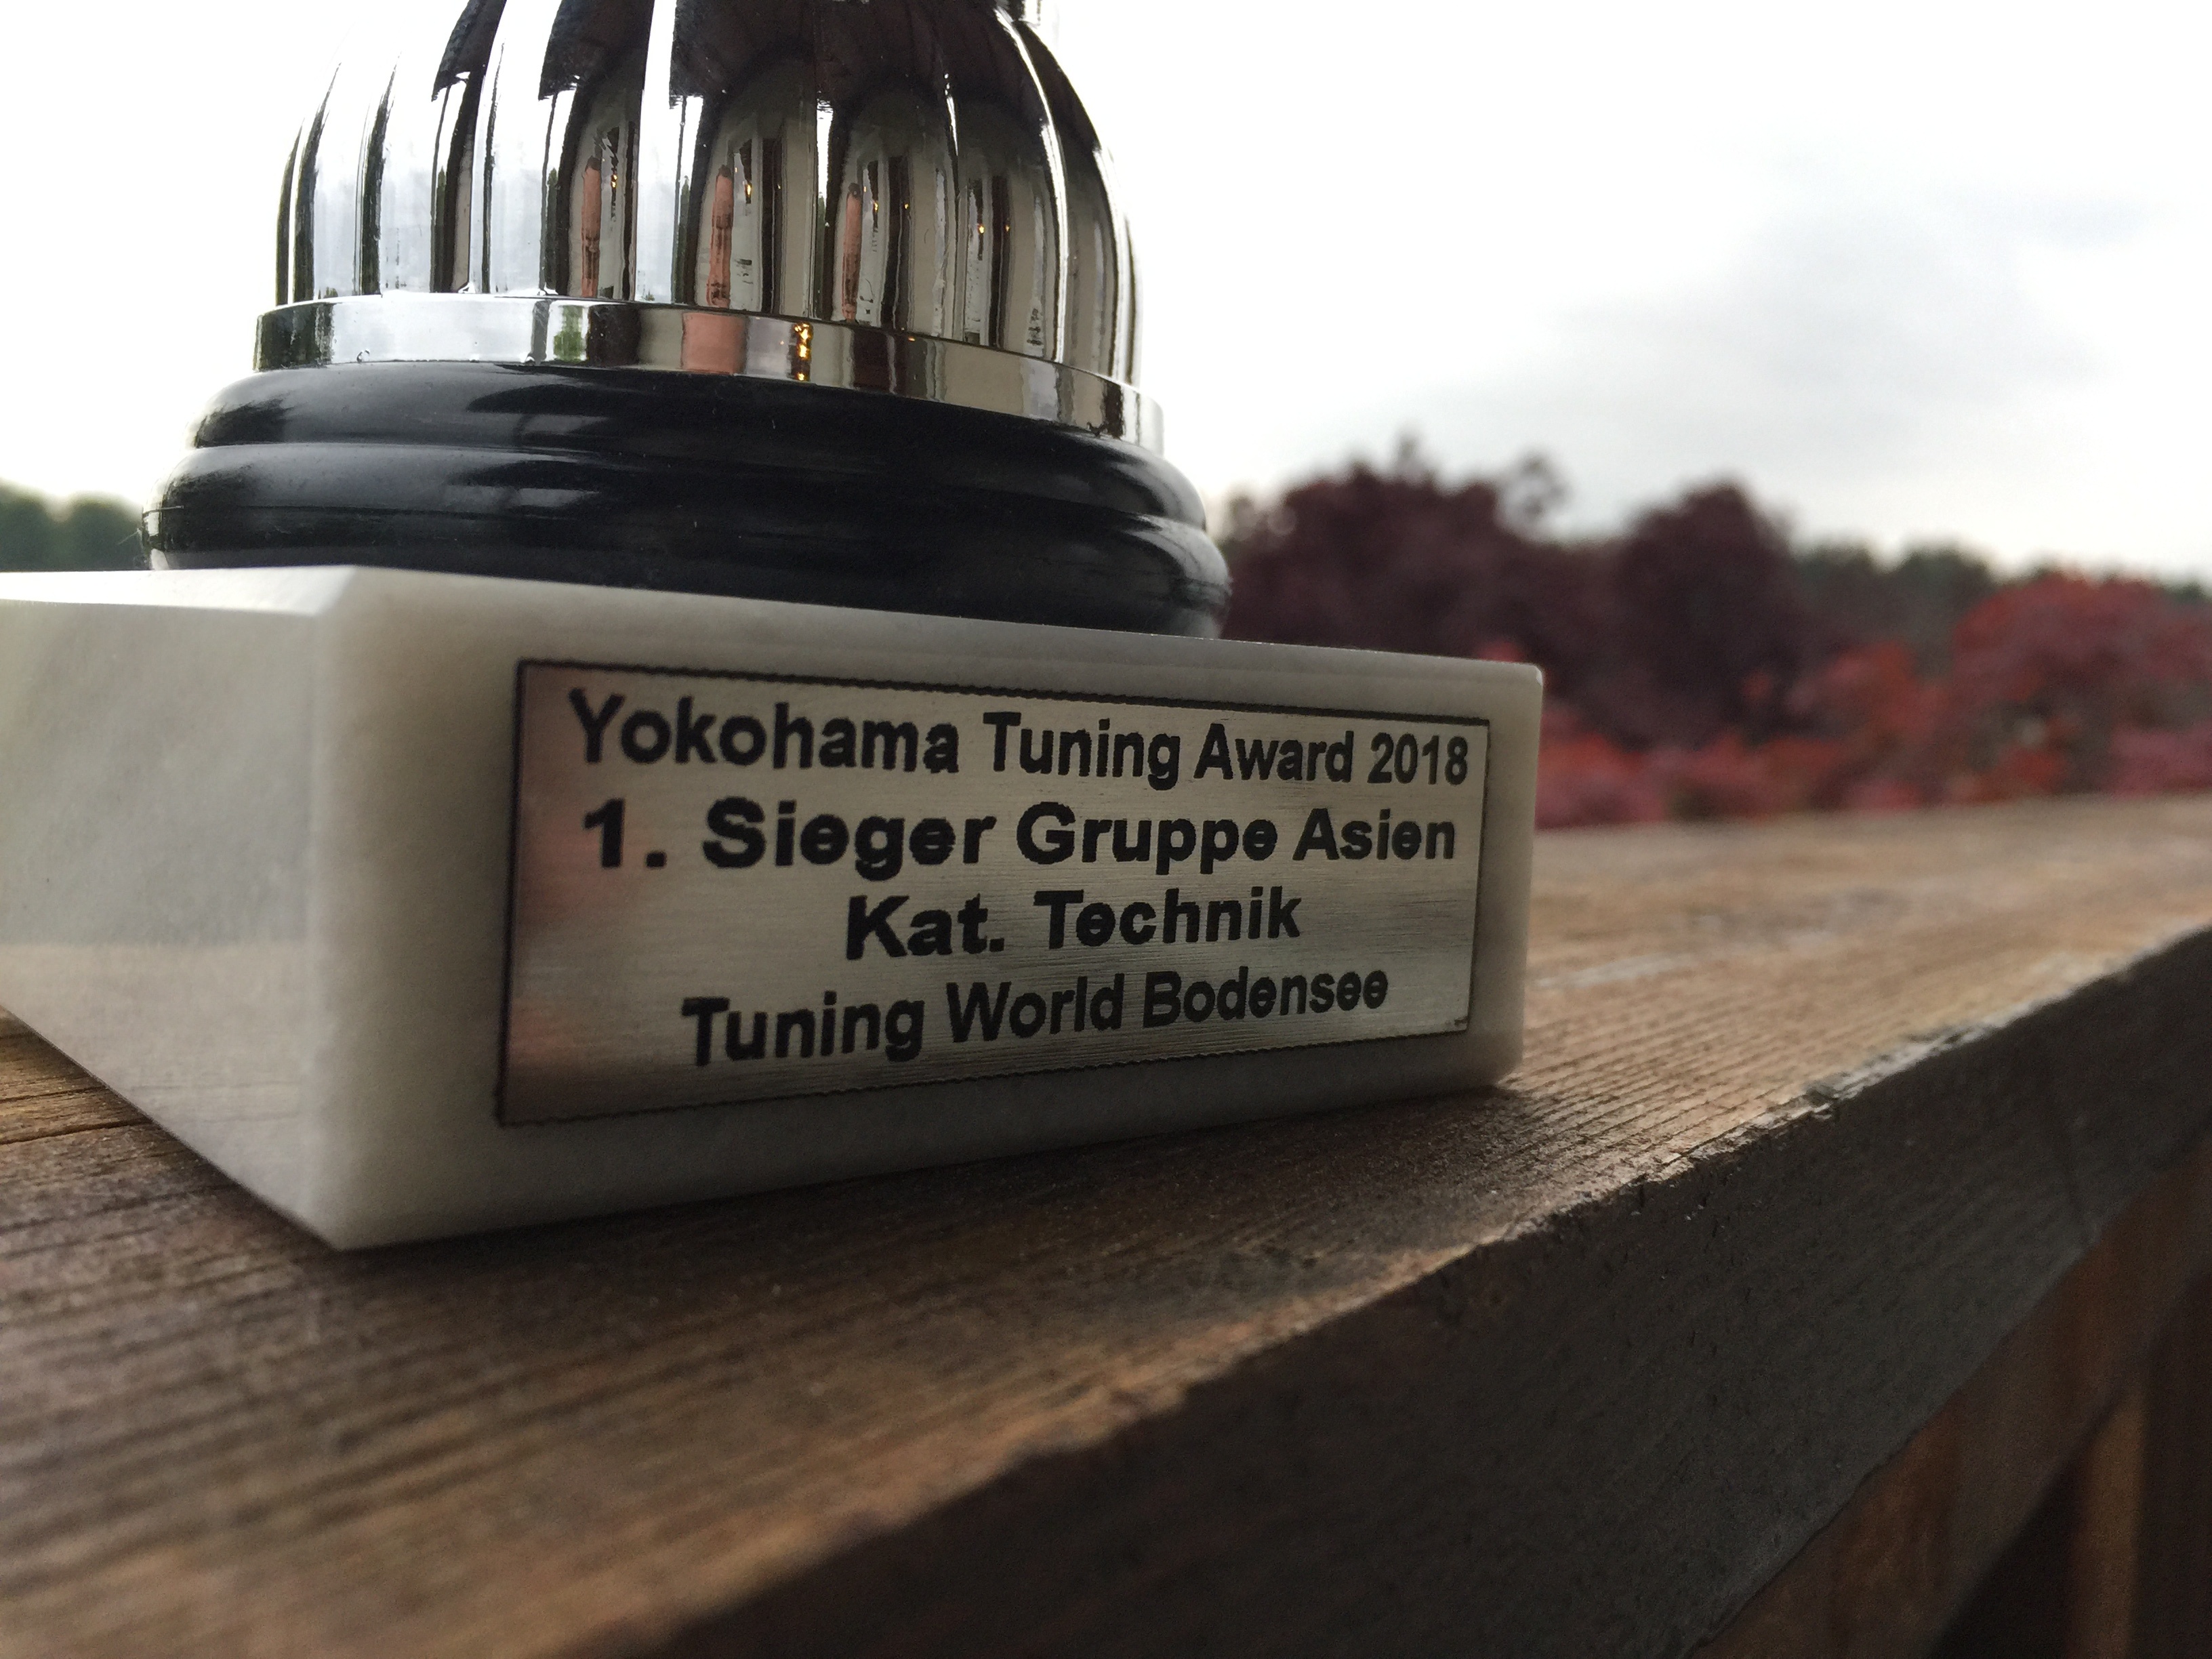 Yokohama Tuning Award 2018
1. Sieger Gruppe Asien
Kat. Technik
Tuning World Bodensee